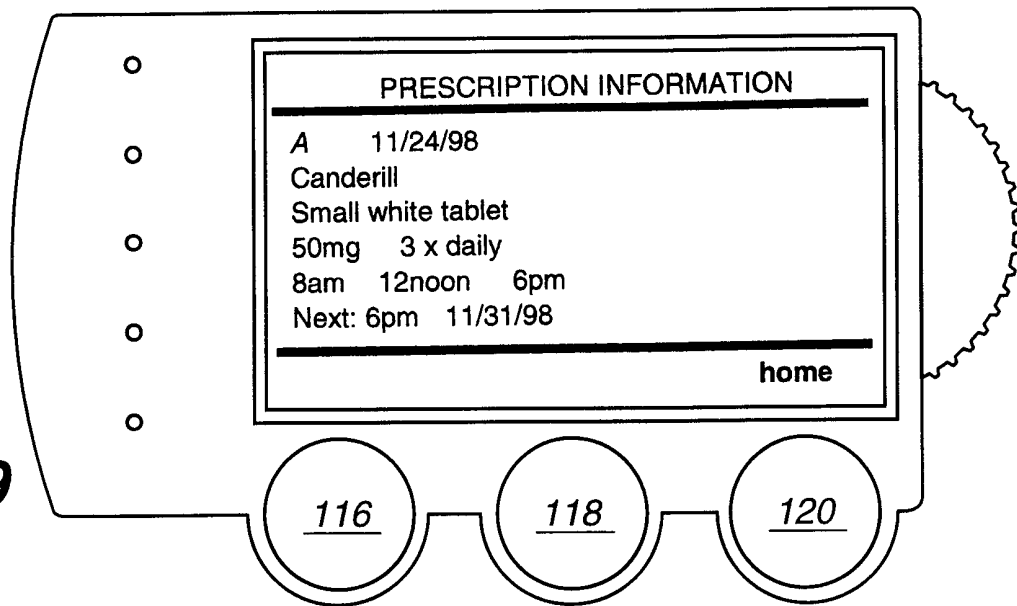 PRESCRIPTION INFORMATION
A 11/24/98
Canderill
Small white tablet
50mg 3 x daily
8am 12noon 6pm
Next: 6pm 11/31/98
home
9
116 118 120